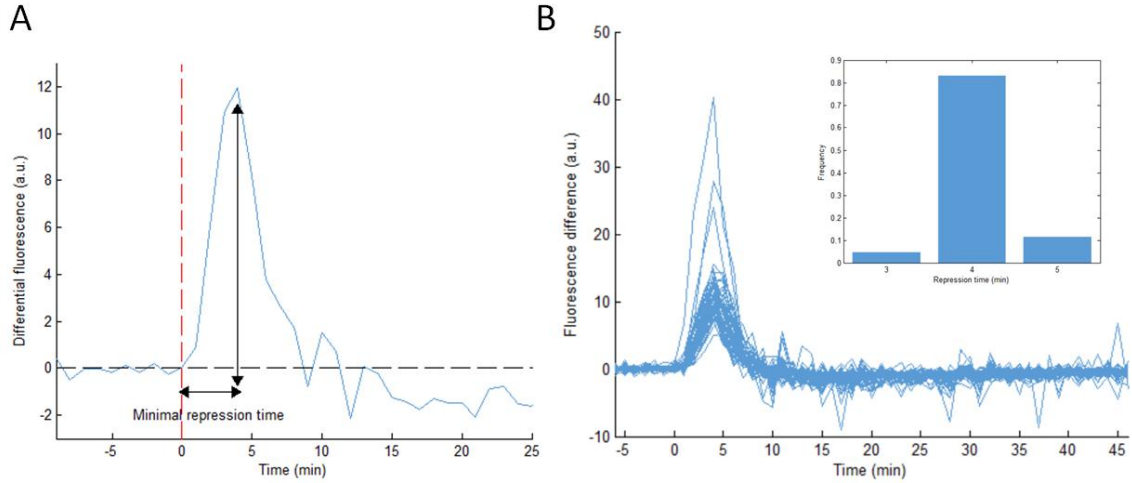 A
Differential fluorescence (a.u.)
12
10
8
6
4
2
0
-2
Minimal repression time
-5 0 5 10 15 20 25
Time (min)
B
Fluorescence difference (a.u.)
50
40
30
20
10
0
-10
-5 0 5 10 15 20 25 30 35 40 45
Time (min)
Frequency
0.9
0.8
0.7
0.6
0.5
0.4
0.3
0.2
0.1
0
3 4 5
Repression time (min)